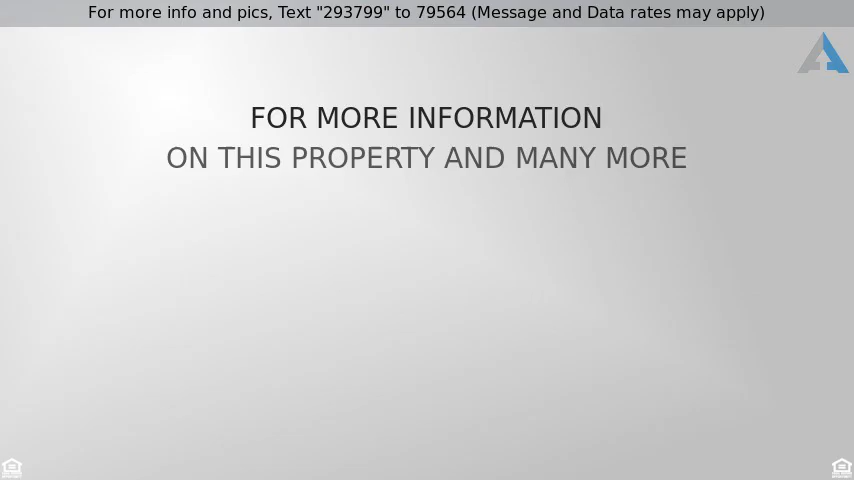 For more info and pics, Text "293799" to 79564 (Message and Data rates may apply)
FOR MORE INFORMATION
ON THIS PROPERTY AND MANY MORE